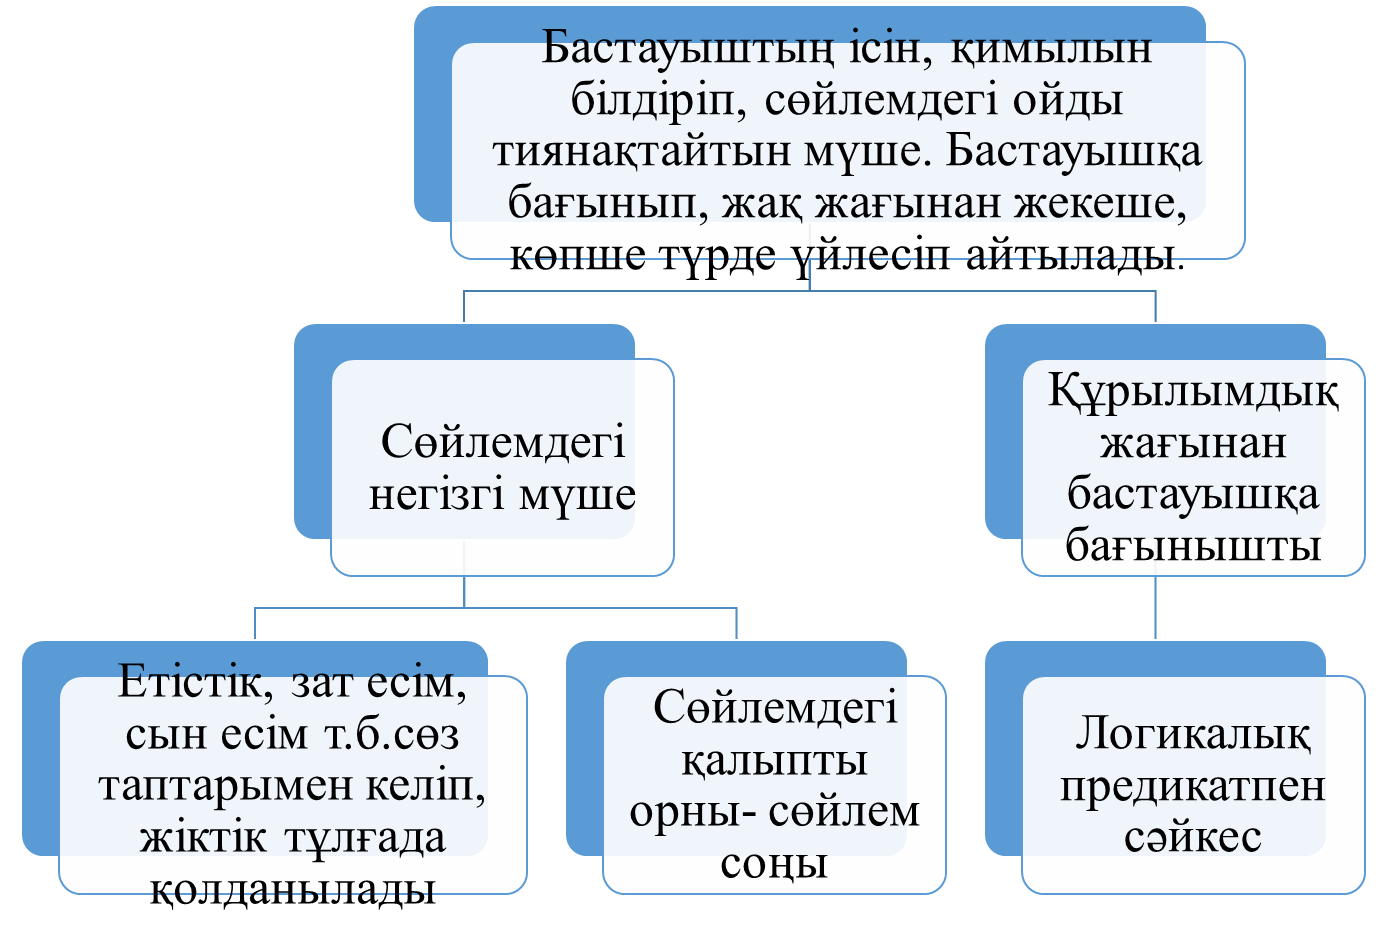 Бастауыштың ісін, қимылын
білдіріп, сөйлемдегі ойды
тиянақтайтын мүше. Бастауышқа
бағынып, жақ жағынан жекеше,
көпше түрде үйлесіп айтылады.
Сөйлемдегі
негізгі мүше
Құрылымдық
жағынан
бастауышқа
бағынышты
Етістік, зат есім,
сын есім т.б.сөз
таптарымен келіп,
жіктік тұлғада
қолданылады
Сөйлемдегі
қалыпты
орны- сөйлем
соңы
Логикалық
предикатпен
сәйкес